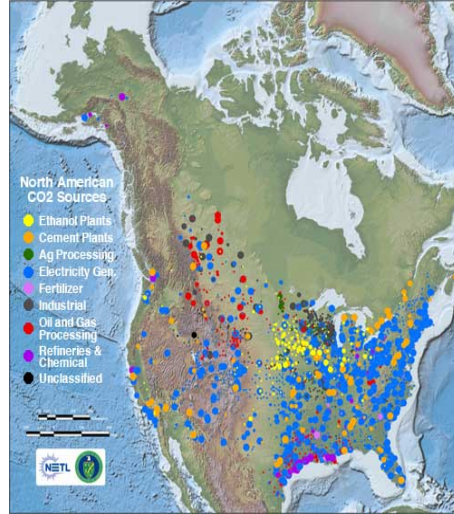 North American
CO2 Sources
Ethanol Plants
Cement Plants
Ag Processing
Electricity Gen.
Fertilizer
Industrial
Oil and Gas
Processing
Refineries &
Chemical
Unclassified
NETL